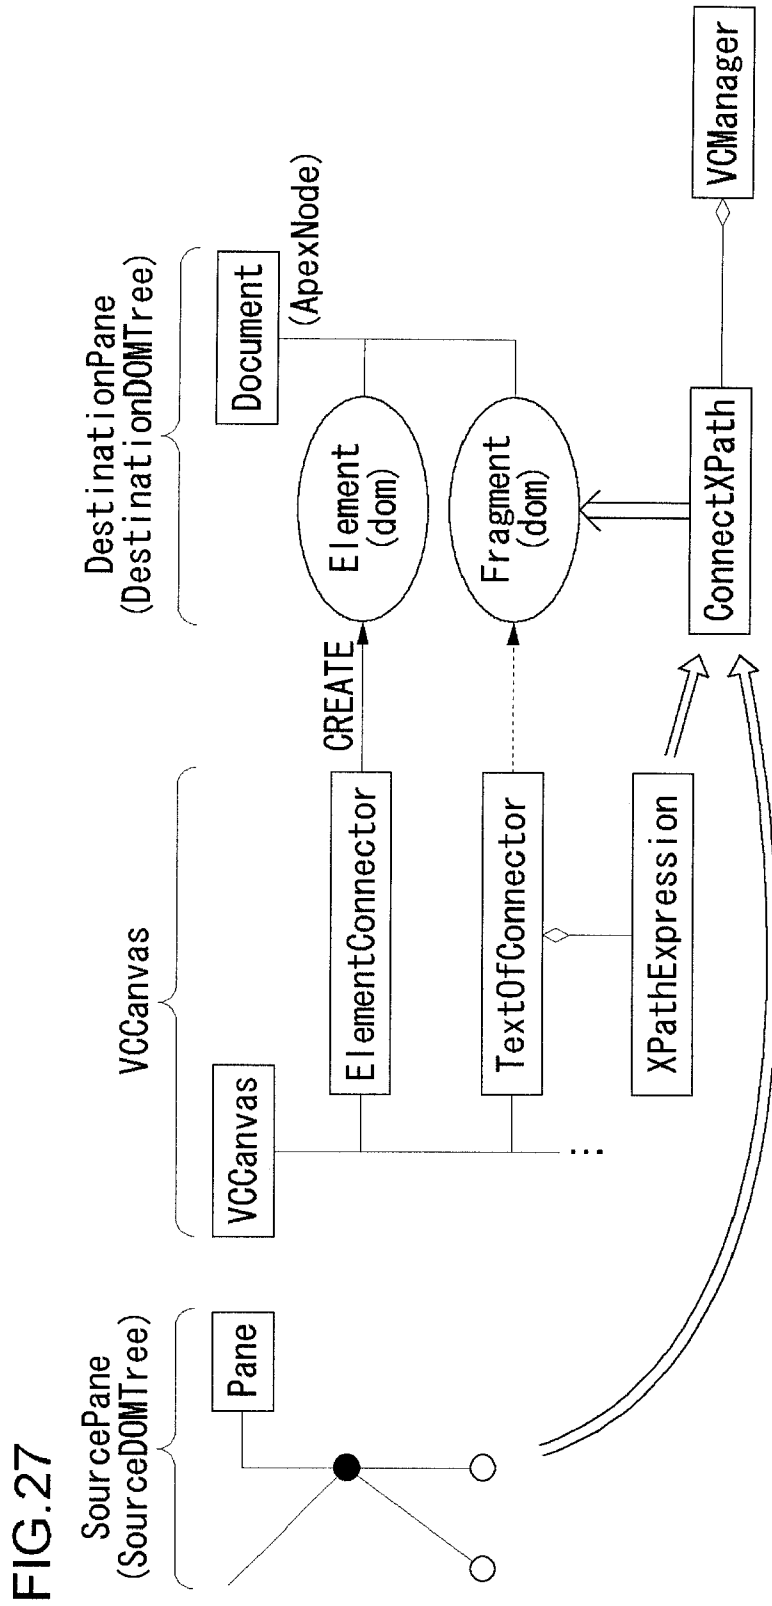 FIG.27
SourcePane
(SourceDOMTree)
Pane
VCCanvas
VCCanvas
ElementConnector
TextOfConnector
XPathExpression
...
CREATE
DestinationPane
(DestinationDOMTree)
Document
(ApexNode)
Element
(dom)
Fragment
(dom)
ConnectXPath
VCManager